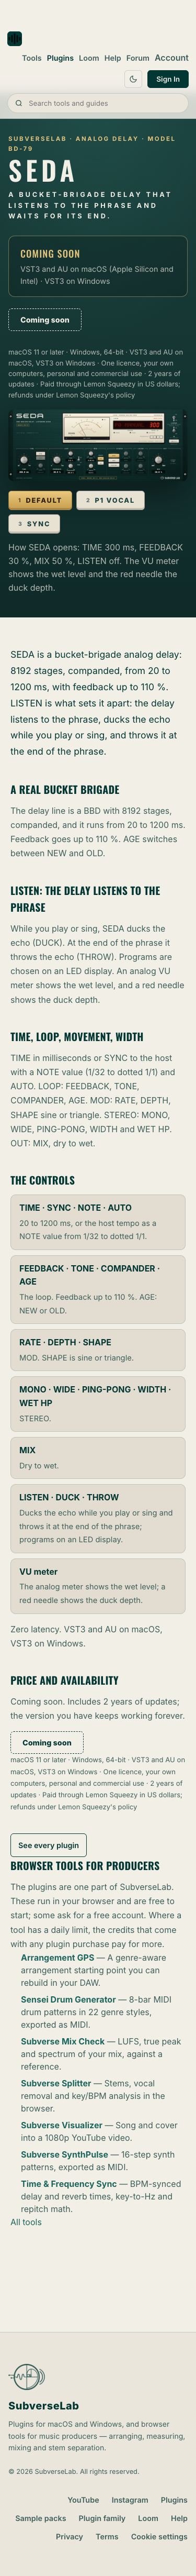 Tools Plugins Loom Help Forum Account
Sign In
Search tools and guides
SUBVERSELAB · ANALOG DELAY · MODEL
BD-79
SEDA
A BUCKET-BRIGADE DELAY THAT
LISTENS TO THE PHRASE AND
WAITS FOR ITS END.
COMING SOON
VST3 and AU on macOS (Apple Silicon and
Intel) · VST3 on Windows
Coming soon
macOS 11 or later · Windows, 64-bit · VST3 and AU on
macOS, VST3 on Windows · One licence, your own
computers, personal and commercial use · 2 years of
updates · Paid through Lemon Squeezy in US dollars;
refunds under Lemon Squeezy's policy
SEDA
1 DEFAULT
2 P1 VOCAL
3 SYNC
How SEDA opens: TIME 300 ms, FEEDBACK
30 %, MIX 50 %, LISTEN off. The VU meter
shows the wet level and the red needle the
duck depth.
SEDA is a bucket-brigade analog delay:
8192 stages, companded, from 20 to
1200 ms, with feedback up to 110 %.
LISTEN is what sets it apart: the delay
listens to the phrase, ducks the echo
while you play or sing, and throws it at
the end of the phrase.
A REAL BUCKET BRIGADE
The delay line is a BBD with 8192 stages,
companded, and it runs from 20 to 1200 ms.
Feedback goes up to 110 %. AGE switches
between NEW and OLD.
LISTEN: THE DELAY LISTENS TO THE
PHRASE
While you play or sing, SEDA ducks the
echo (DUCK). At the end of the phrase it
throws the echo (THROW). Programs are
chosen on an LED display. An analog VU
meter shows the wet level, and a red needle
shows the duck depth.
TIME, LOOP, MOVEMENT, WIDTH
TIME in milliseconds or SYNC to the host
with a NOTE value (1/32 to dotted 1/1) and
AUTO. LOOP: FEEDBACK, TONE,
COMPANDER, AGE. MOD: RATE, DEPTH,
SHAPE sine or triangle. STEREO: MONO,
WIDE, PING-PONG, WIDTH and WET HP.
OUT: MIX, dry to wet.
THE CONTROLS
TIME · SYNC · NOTE · AUTO
20 to 1200 ms, or the host tempo as a
NOTE value from 1/32 to dotted 1/1.
FEEDBACK · TONE · COMPANDER ·
AGE
The loop. Feedback up to 110 %. AGE:
NEW or OLD.
RATE · DEPTH · SHAPE
MOD. SHAPE is sine or triangle.
MONO · WIDE · PING-PONG · WIDTH ·
WET HP
STEREO.
MIX
Dry to wet.
LISTEN · DUCK · THROW
Ducks the echo while you play or sing and
throws it at the end of the phrase;
programs on an LED display.
VU meter
The analog meter shows the wet level; a
red needle shows the duck depth.
Zero latency. VST3 and AU on macOS,
VST3 on Windows.
PRICE AND AVAILABILITY
Coming soon. Includes 2 years of updates;
the version you have keeps working forever.
Coming soon
macOS 11 or later · Windows, 64-bit · VST3 and AU on
macOS, VST3 on Windows · One licence, your own
computers, personal and commercial use · 2 years of
updates · Paid through Lemon Squeezy in US dollars;
refunds under Lemon Squeezy's policy
See every plugin
BROWSER TOOLS FOR PRODUCERS
The plugins are one part of SubverseLab.
These run in your browser and are free to
start; some ask for a free account. Where a
tool has a daily limit, the credits that come
with any plugin purchase pay for more.
Arrangement GPS — A genre-aware
arrangement starting point you can
rebuild in your DAW.
Sensei Drum Generator — 8-bar MIDI
drum patterns in 22 genre styles,
exported as MIDI.
Subverse Mix Check — LUFS, true peak
and spectrum of your mix, against a
reference.
Subverse Splitter — Stems, vocal
removal and key/BPM analysis in the
browser.
Subverse Visualizer — Song and cover
into a 1080p YouTube video.
Subverse SynthPulse — 16-step synth
patterns, exported as MIDI.
Time & Frequency Sync — BPM-synced
delay and reverb times, key-to-Hz and
repitch math.
All tools
SubverseLab
Plugins for macOS and Windows, and browser
tools for music producers — arranging, measuring,
mixing and stem separation.
© 2026 SubverseLab. All rights reserved.
YouTube Instagram Plugins
Sample packs Plugin family Loom Help
Privacy Terms Cookie settings